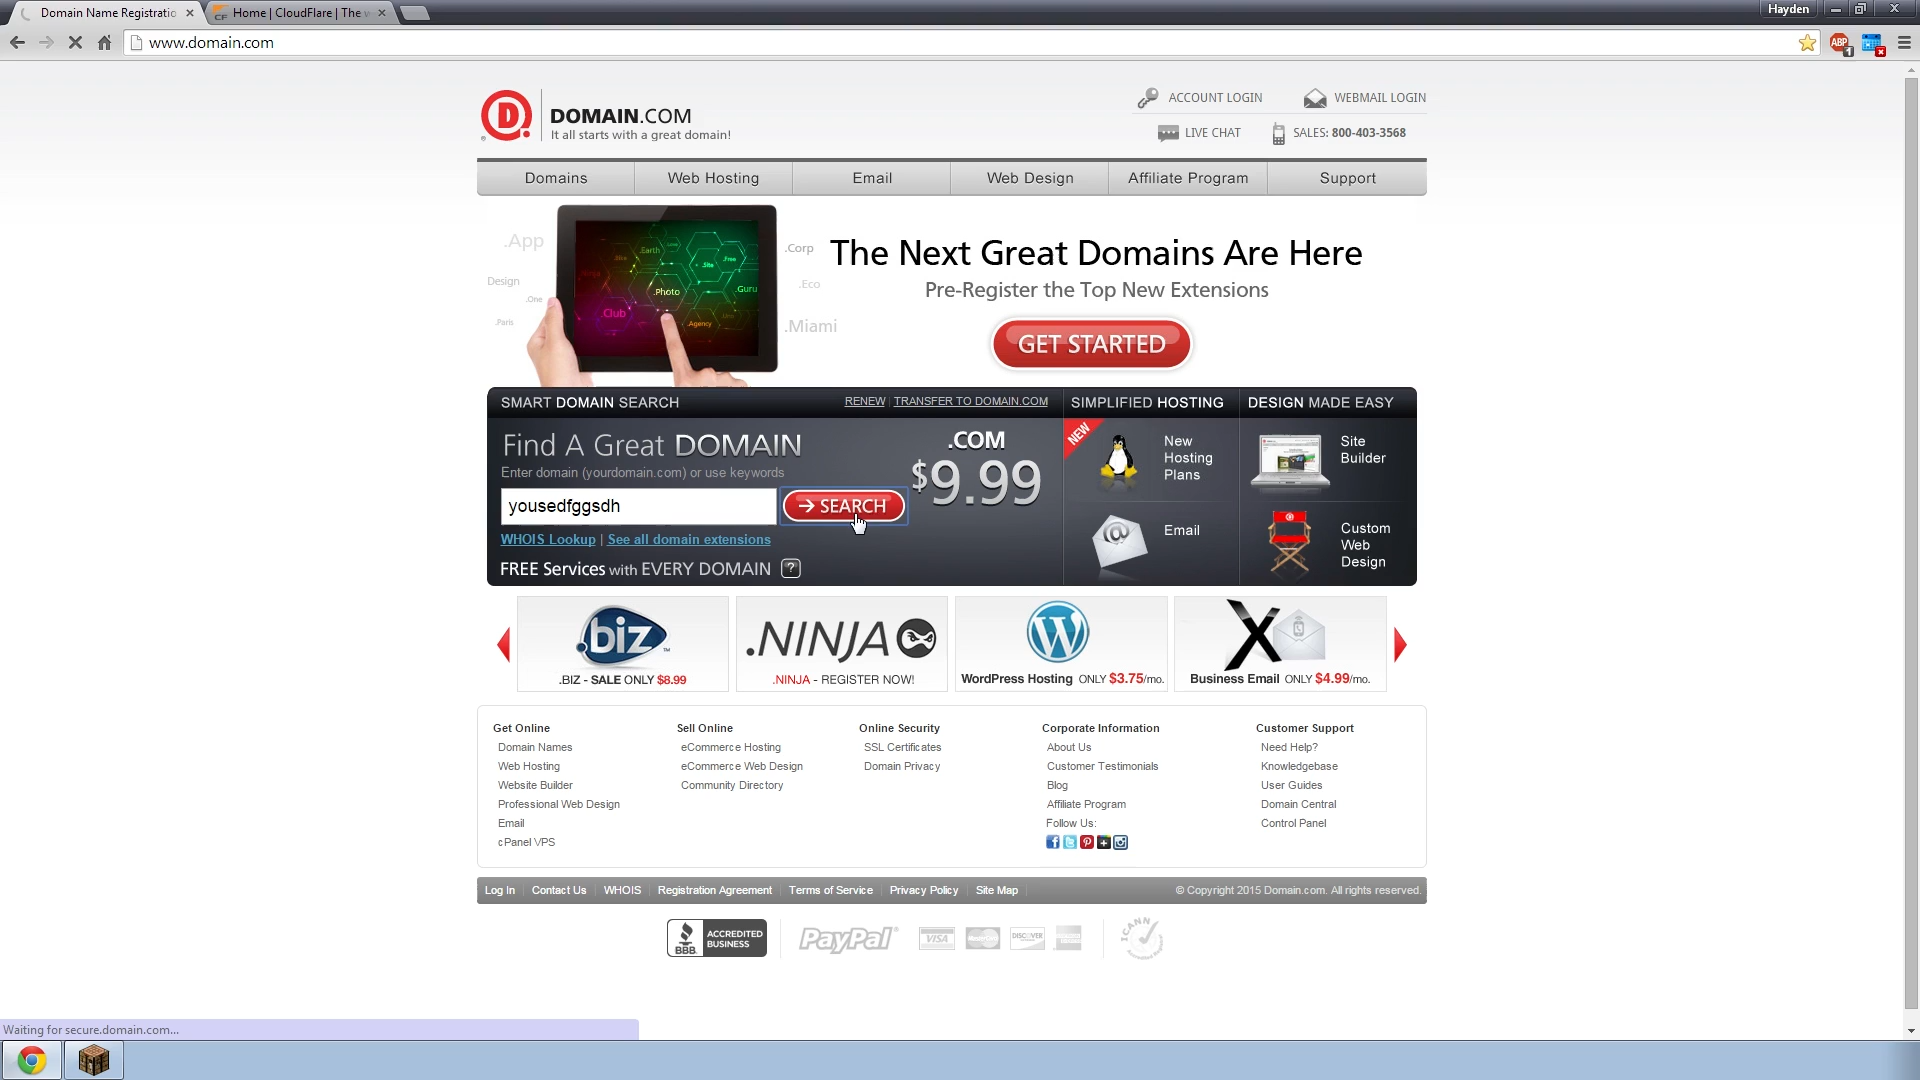 Domain Name Registratio
Home | CloudFlare | The w
Hayden
www.domain.com
ABP
1
DOMAIN.COM
It all starts with a great domain!
ACCOUNT LOGIN
WEBMAIL LOGIN
LIVE CHAT
SALES: 800-403-3568
Domains
Web Hosting
Email
Web Design
Affiliate Program
Support
.App
Design
.One
.Paris
.Earth
.Site
.Free
.Photo
.Guru
Club
.Agency
.Corp
.Eco
.Miami
The Next Great Domains Are Here
Pre-Register the Top New Extensions
GET STARTED
SMART DOMAIN SEARCH
RENEW | TRANSFER TO DOMAIN.COM
SIMPLIFIED HOSTING
DESIGN MADE EASY
Find A Great DOMAIN
Enter domain (yourdomain.com) or use keywords
yousedfggsdh
SEARCH
.COM
$9.99
WHOIS Lookup | See all domain extensions
FREE Services with EVERY DOMAIN ?
NEW
New
Hosting
Plans
Email
Site
Builder
Custom
Web
Design
.biz
.BIZ - SALE ONLY $8.99
.NINJA
.NINJA - REGISTER NOW!
WordPress Hosting ONLY $3.75/mo.
Business Email ONLY $4.99/mo.
Get Online
Domain Names
Web Hosting
Website Builder
Professional Web Design
Email
cPanel VPS
Sell Online
eCommerce Hosting
eCommerce Web Design
Community Directory
Online Security
SSL Certificates
Domain Privacy
Corporate Information
About Us
Customer Testimonials
Blog
Affiliate Program
Follow Us:
Customer Support
Need Help?
Knowledgebase
User Guides
Domain Central
Control Panel
Log In
Contact Us
WHOIS
Registration Agreement
Terms of Service
Privacy Policy
Site Map
© Copyright 2015 Domain.com. All rights reserved.
BBB.
ACCREDITED
BUSINESS
PayPal
VISA
MasterCard
DISCOVER
ICANN
Waiting for secure.domain.com...